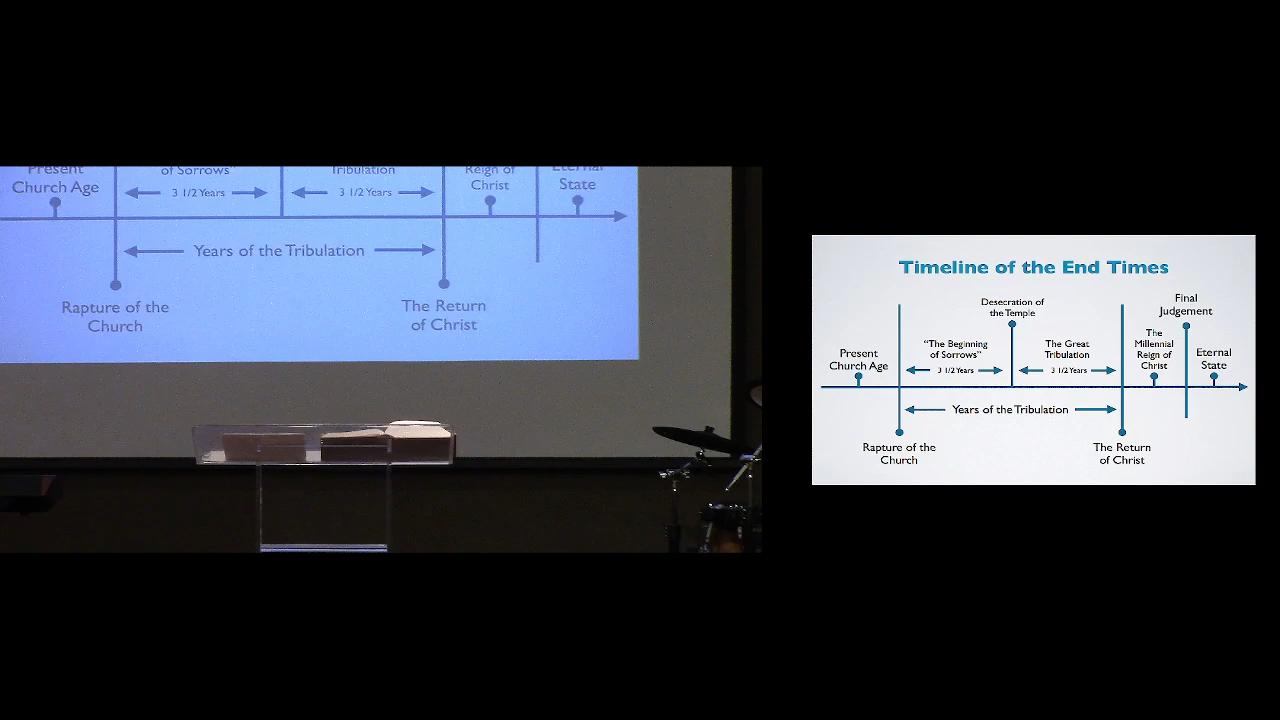 Present
Church Age
of Sorrows"
3 1/2 Years
Tribulation
3 1/2 Years
Reign of
Christ
Eternal
State
Years of the Tribulation
Rapture of the
Church
The Return
of Christ
Timeline of the End Times
Desecration of
the Temple
Final
Judgement
"The Beginning
of Sorrows"
3 1/2 Years
The Great
Tribulation
3 1/2 Years
The
Millennial
Reign of
Christ
Present
Church Age
Eternal
State
Years of the Tribulation
Rapture of the
Church
The Return
of Christ